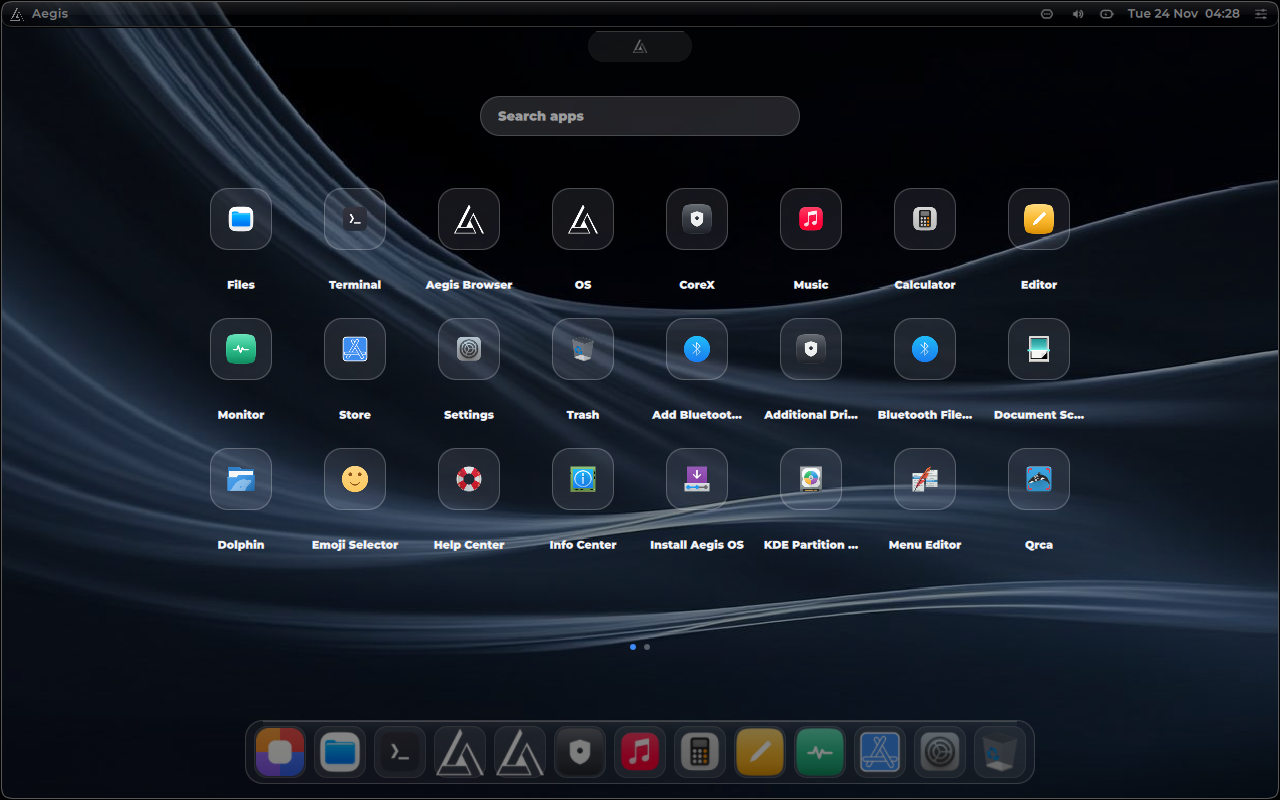 Aegis
Tue 24 Nov 04:28
Search apps
Files Terminal Aegis Browser OS CoreX Music Calculator Editor
Monitor Store Settings Trash Add Bluetoot... Additional Dri... Bluetooth File... Document Sc...
Dolphin Emoji Selector Help Center Info Center Install Aegis OS KDE Partition ... Menu Editor Qrca